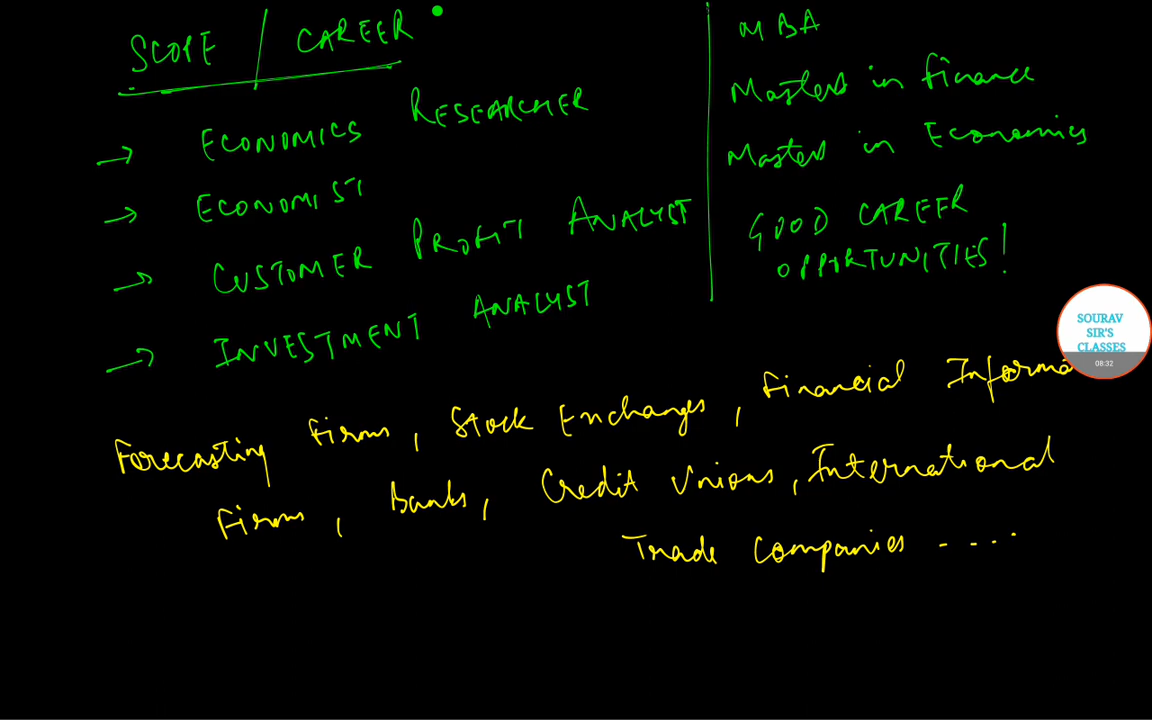 SCOPE / CAREER
→ ECONOMICS RESEARCHER
→ ECONOMIST
→ CUSTOMER PROFIT ANALYST
→ INVESTMENT ANALYST
MBA
Masters in finance
Masters in Economics
GOOD CAREER
OPPORTUNITIES!
SOURAV
SIR'S
CLASSES
08:32
Forecasting firms, Stock Exchanges, Financial Informa
Firms, Banks, Credit Unions, International
Trade Companies ....